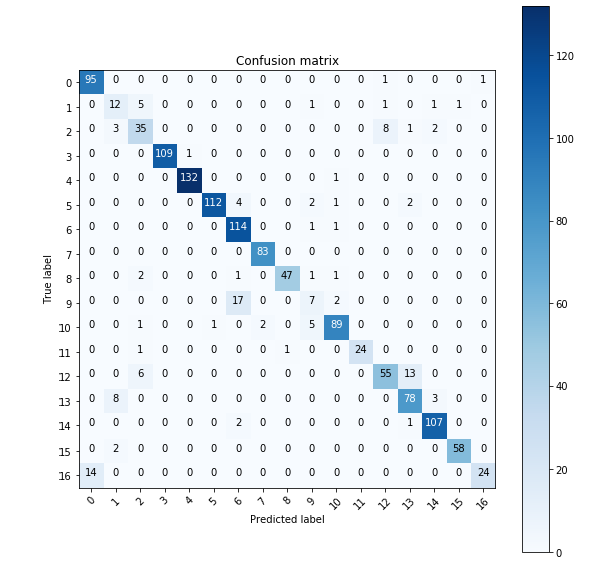 Confusion matrix
0 95 0 0 0 0 0 0 0 0 0 0 0 1 0 0 0 1
1 0 12 5 0 0 0 0 0 0 1 0 0 1 0 1 1 0
2 0 3 35 0 0 0 0 0 0 0 0 0 8 1 2 0 0
3 0 0 0 109 1 0 0 0 0 0 0 0 0 0 0 0 0
4 0 0 0 0 132 0 0 0 0 0 1 0 0 0 0 0 0
5 0 0 0 0 0 112 4 0 0 2 1 0 0 2 0 0 0
6 0 0 0 0 0 0 114 0 0 1 1 0 0 0 0 0 0
7 0 0 0 0 0 0 0 83 0 0 0 0 0 0 0 0 0
8 0 0 2 0 0 0 1 0 47 1 1 0 0 0 0 0 0
9 0 0 0 0 0 0 17 0 0 7 2 0 0 0 0 0 0
10 0 0 1 0 0 1 0 2 0 5 89 0 0 0 0 0 0
11 0 0 1 0 0 0 0 0 1 0 0 24 0 0 0 0 0
12 0 0 6 0 0 0 0 0 0 0 0 0 55 13 0 0 0
13 0 8 0 0 0 0 0 0 0 0 0 0 0 78 3 0 0
14 0 0 0 0 0 0 2 0 0 0 0 0 0 1 107 0 0
15 0 2 0 0 0 0 0 0 0 0 0 0 0 0 0 58 0
16 14 0 0 0 0 0 0 0 0 0 0 0 0 0 0 0 24
0 1 2 3 4 5 6 7 8 9 10 11 12 13 14 15 16
True label
Predicted label
120
100
80
60
40
20
0